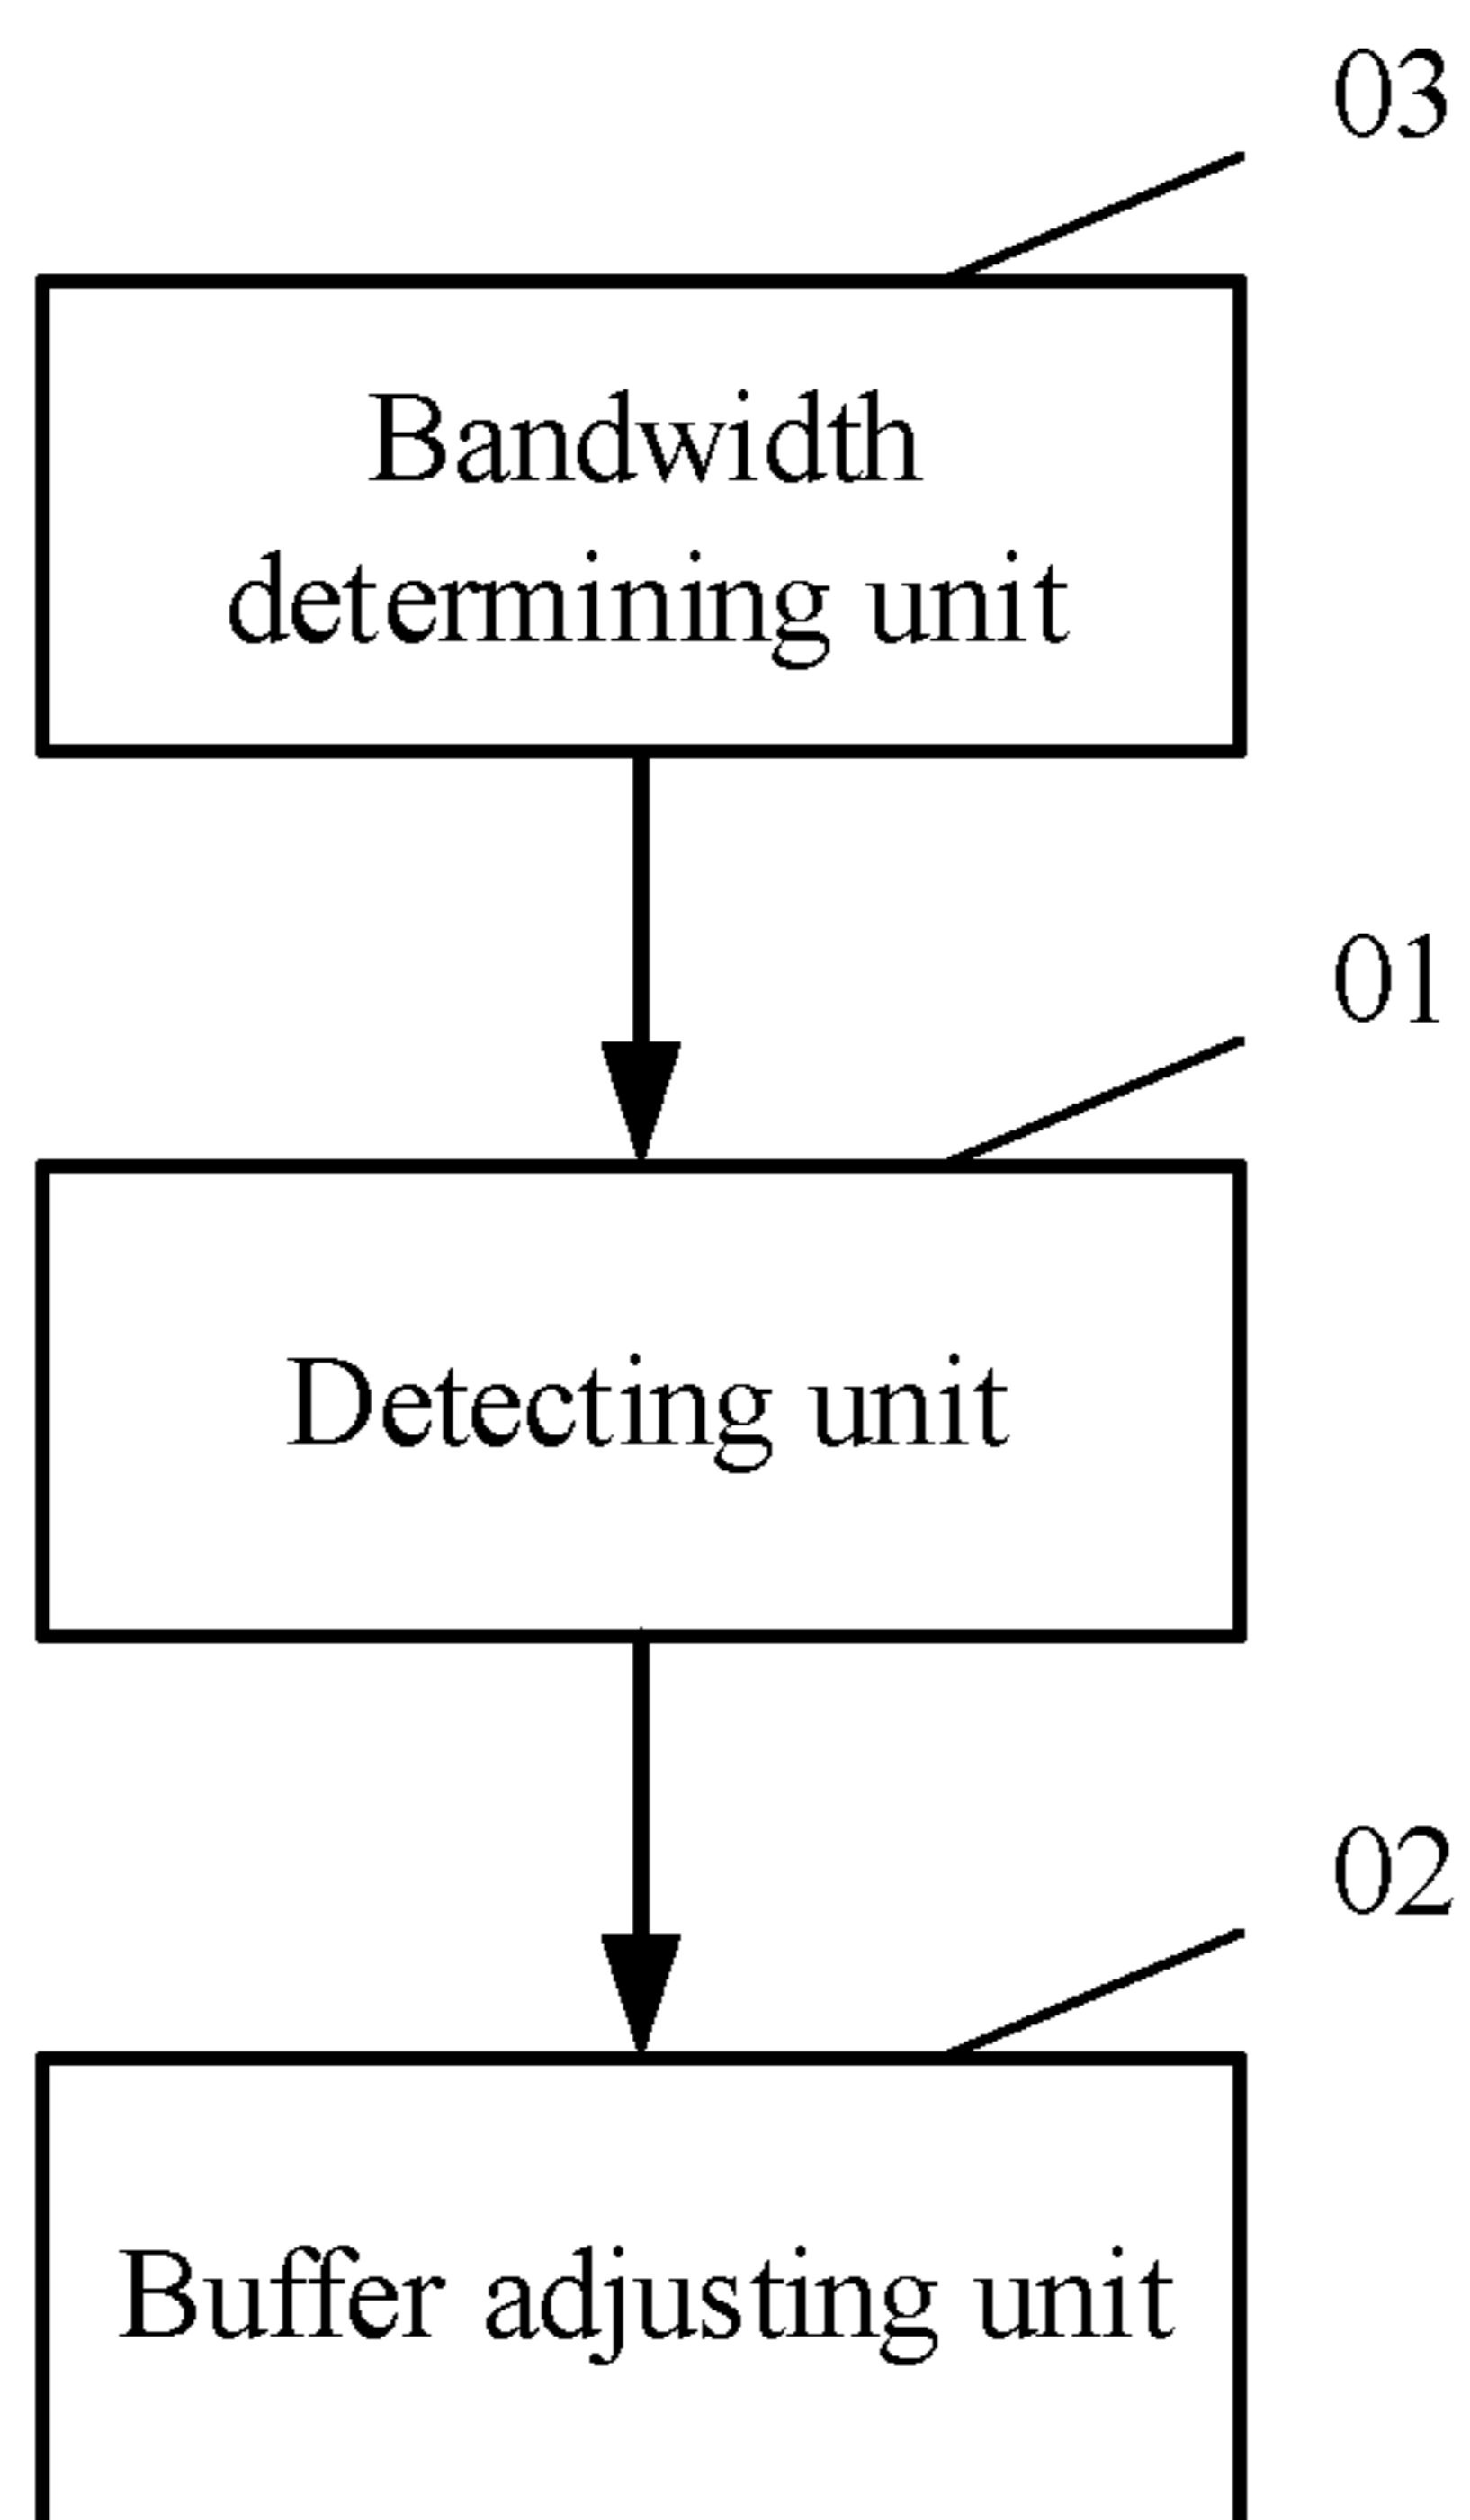 03
Bandwidth
determining unit
01
Detecting unit
02
Buffer adjusting unit